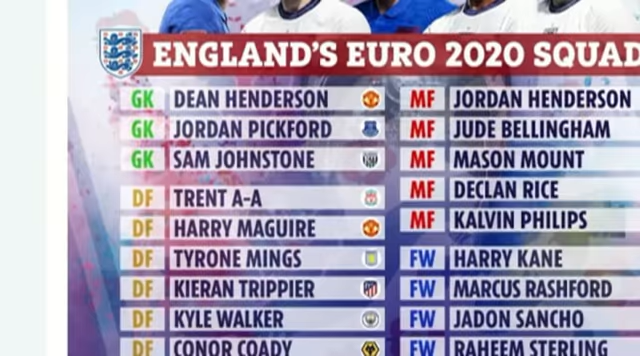 ENGLAND'S EURO 2020 SQUAD
GK DEAN HENDERSON
GK JORDAN PICKFORD
GK SAM JOHNSTONE
DF TRENT A-A
DF HARRY MAGUIRE
DF TYRONE MINGS
DF KIERAN TRIPPIER
DF KYLE WALKER
DF CONOR COADY
MF JORDAN HENDERSON
MF JUDE BELLINGHAM
MF MASON MOUNT
MF DECLAN RICE
MF KALVIN PHILIPS
FW HARRY KANE
FW MARCUS RASHFORD
FW JADON SANCHO
FW RAHEEM STERLING